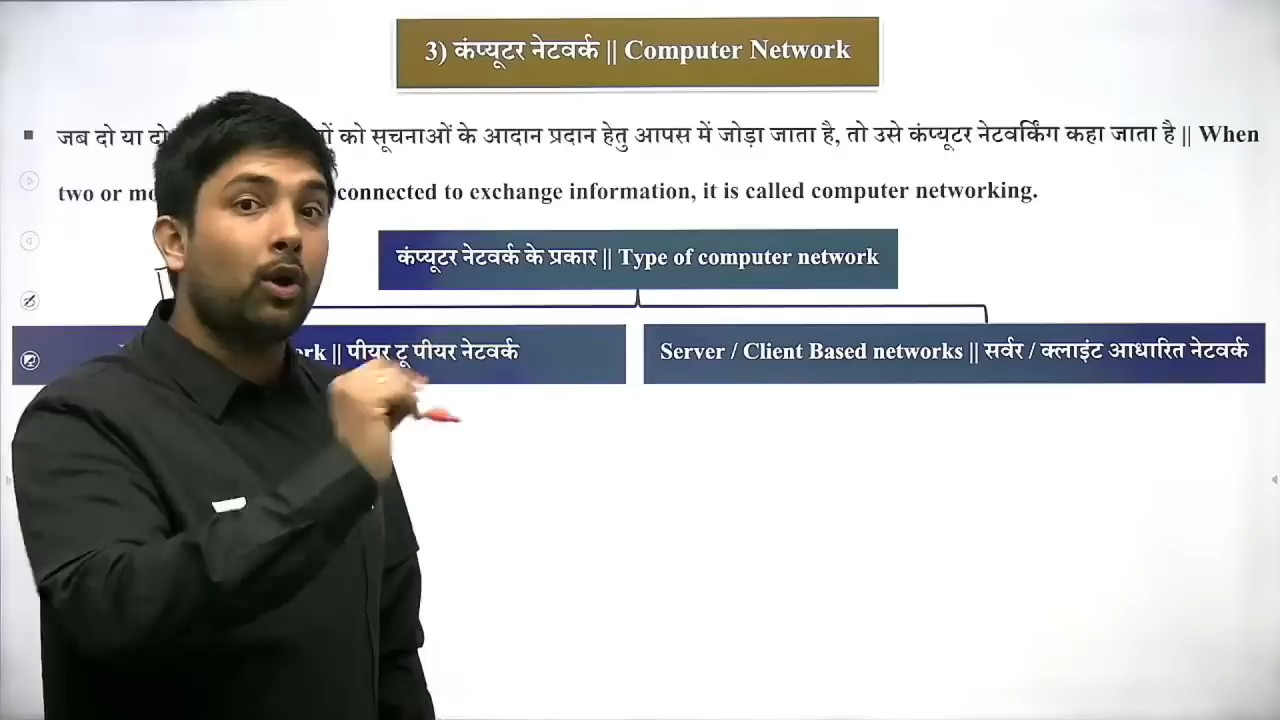 3) कंप्यूटर नेटवर्क || Computer Network
जब दो या को सूचनाओं के आदान प्रदान हेतु आपस में जोड़ा जाता है, तो उसे कंप्यूटर नेटवर्किंग कहा जाता है || When
two or connected to exchange information, it is called computer networking.
कंप्यूटर नेटवर्क के प्रकार || Type of computer network
|| पीयर टू पीयर नेटवर्क
Server / Client Based networks || सर्वर / क्लाइंट आधारित नेटवर्क